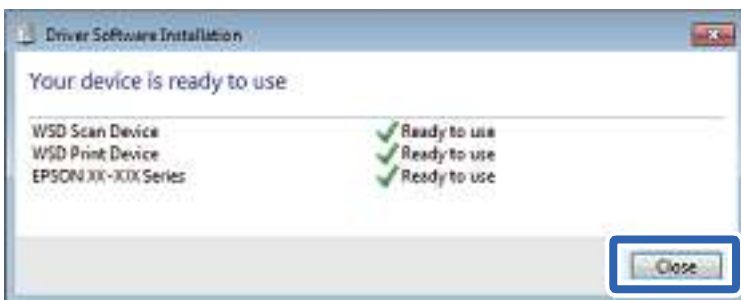 Driver Software Installation
Your device is ready to use
WSD Scan Device Ready to use
WSD Print Device Ready to use
EPSON XX-XXX Series Ready to use
Close